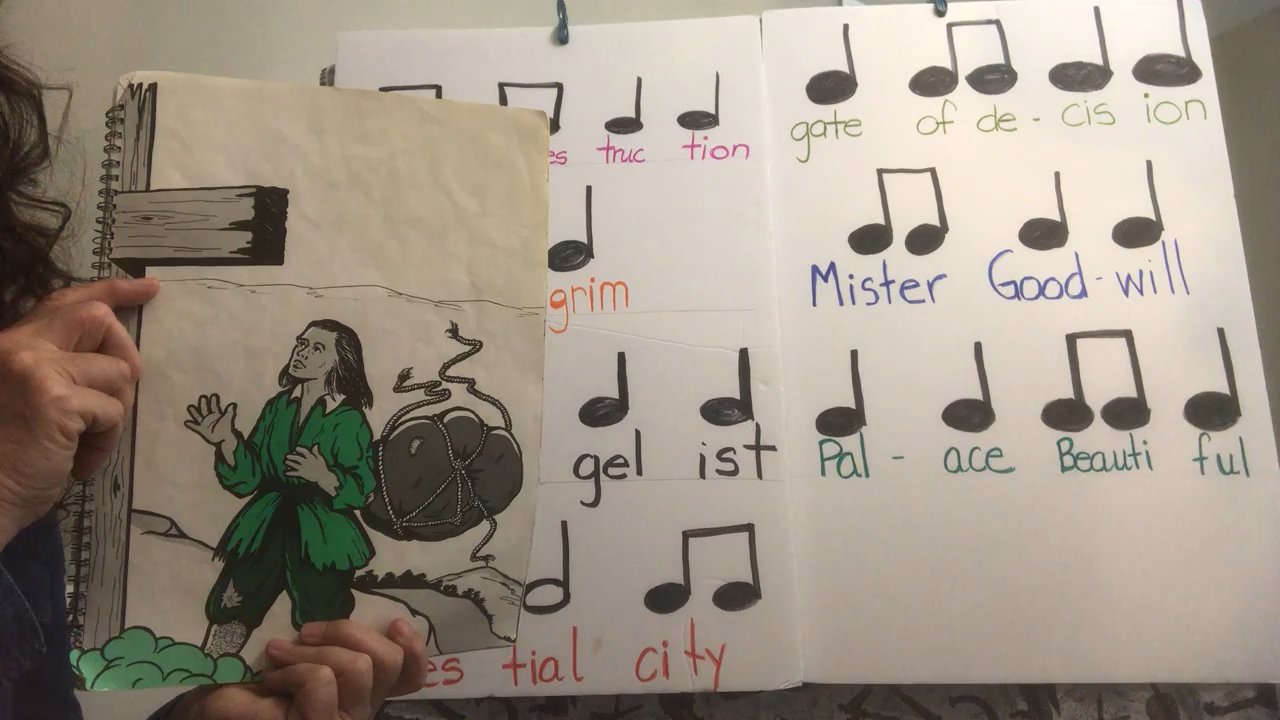 es truc tion
grim
gel ist
es tial city
gate of de - cis ion
Mister Good - will
Pal - ace Beauti ful